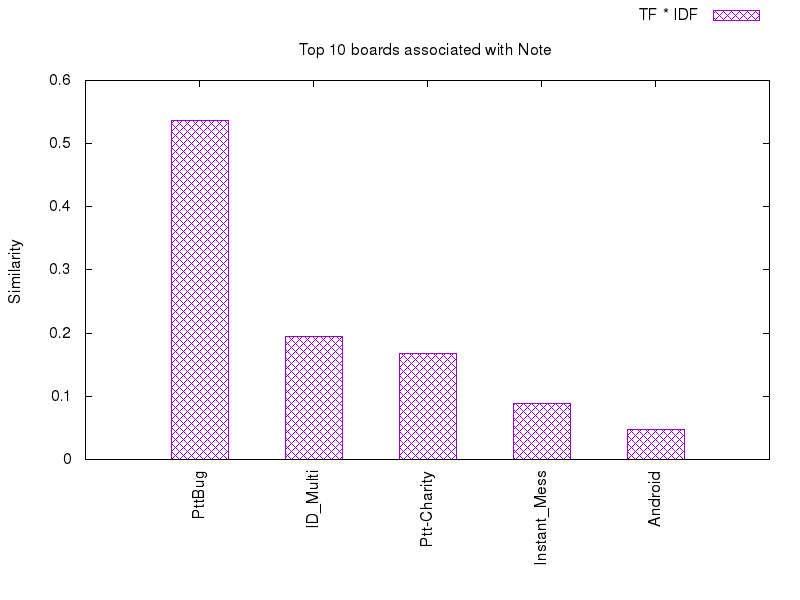 TF * IDF
Top 10 boards associated with Note
0.6
0.5
0.4
0.3
0.2
0.1
0
Similarity
PttBug
ID_Multi
Ptt-Charity
Instant_Mess
Android